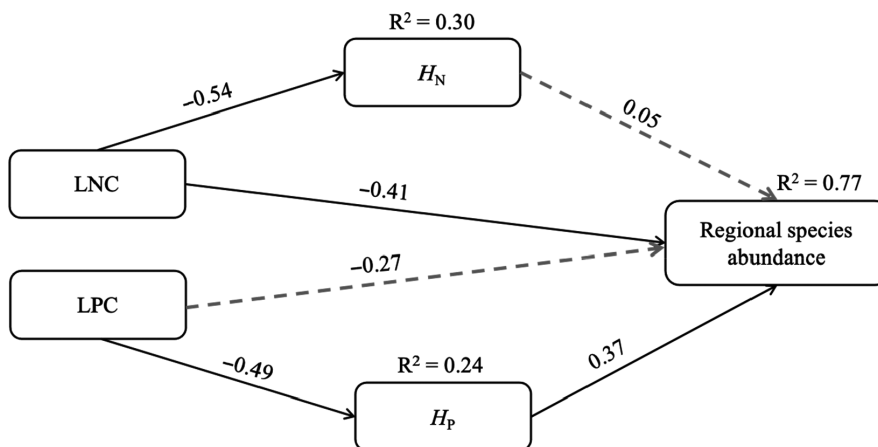 R² = 0.30
H_N
−0.54
0.05
LNC
−0.41
R² = 0.77
Regional species
abundance
−0.27
LPC
−0.49
R² = 0.24
0.37
H_P